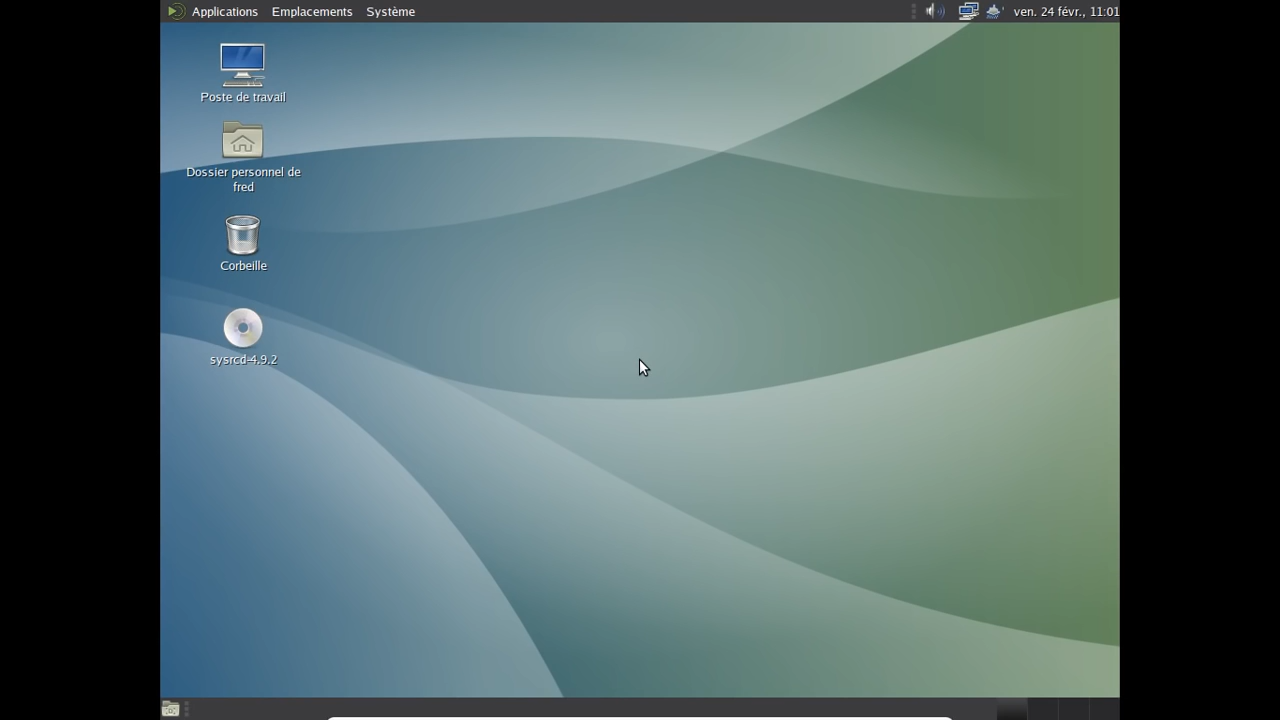 Applications Emplacements Système ven. 24 févr., 11:01
Poste de travail
Dossier personnel de
fred
Corbeille
sysrcd-4.9.2